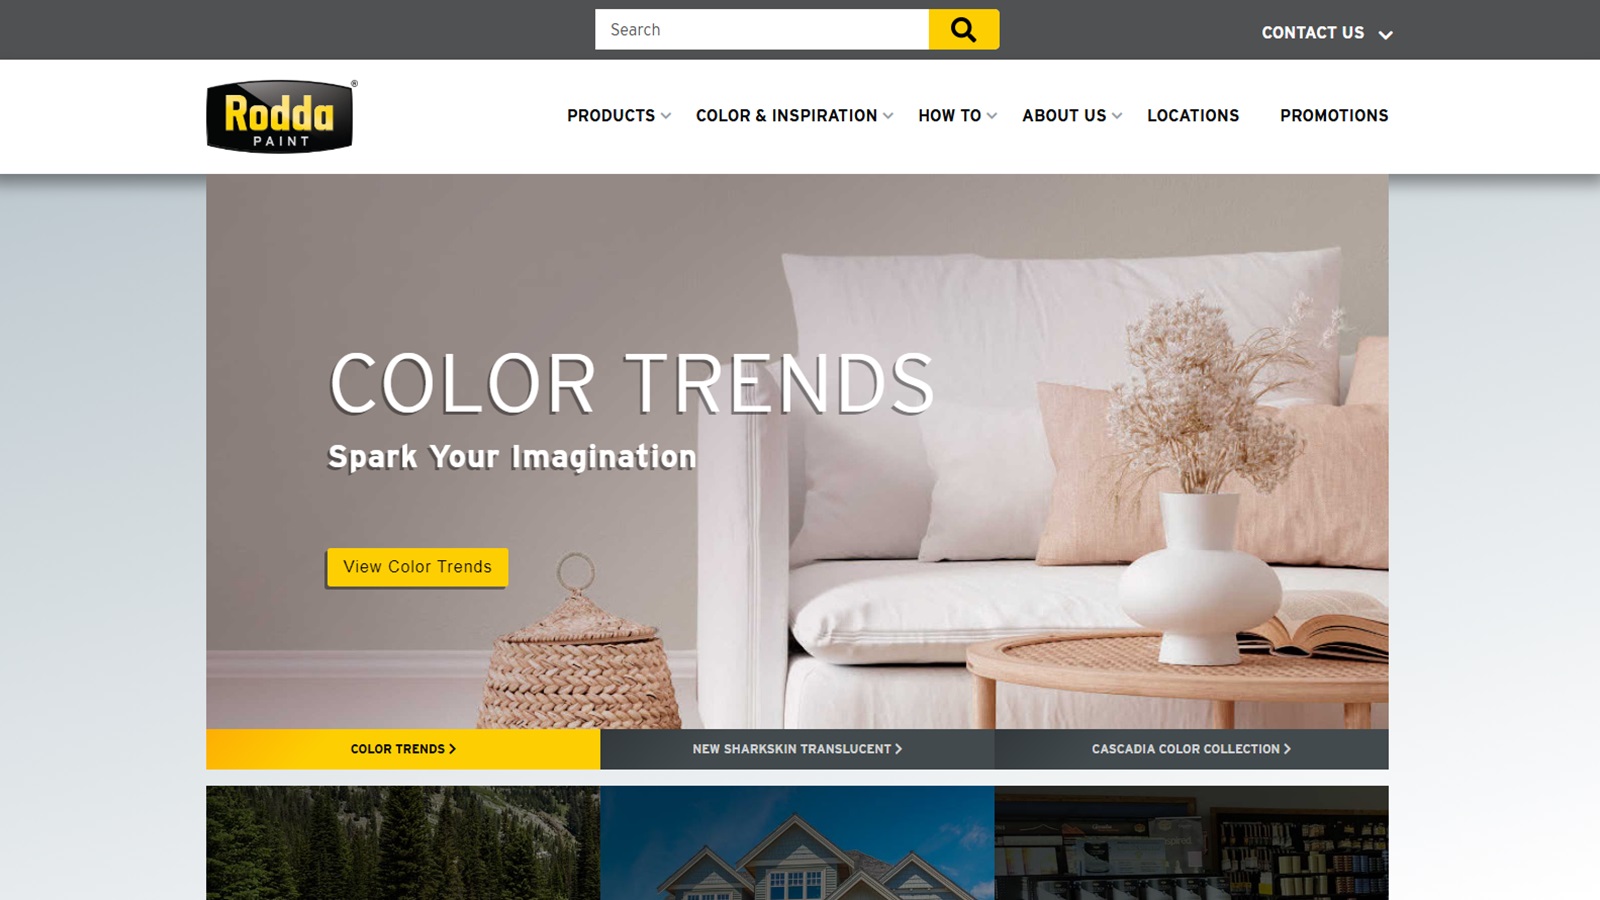 Search
CONTACT US
Rodda
PAINT
®
PRODUCTS
COLOR & INSPIRATION
HOW TO
ABOUT US
LOCATIONS
PROMOTIONS
COLOR TRENDS
Spark Your Imagination
View Color Trends
COLOR TRENDS
NEW SHARKSKIN TRANSLUCENT
CASCADIA COLOR COLLECTION